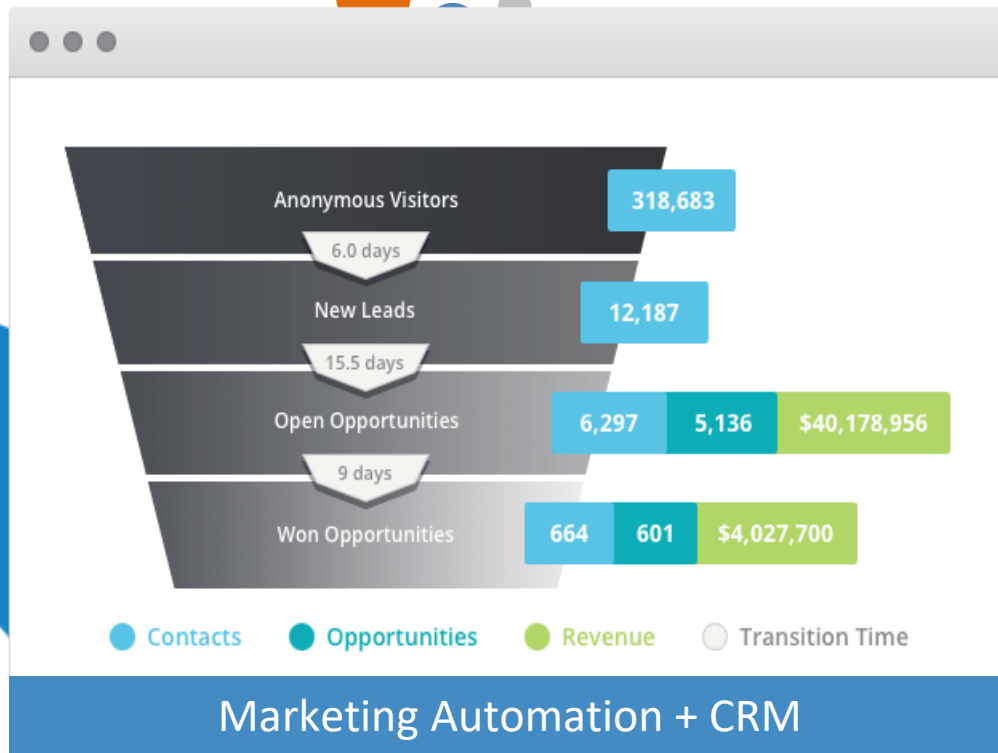 Anonymous Visitors 318,683
6.0 days
New Leads 12,187
15.5 days
Open Opportunities 6,297 5,136 $40,178,956
9 days
Won Opportunities 664 601 $4,027,700
Contacts Opportunities Revenue Transition Time
Marketing Automation + CRM